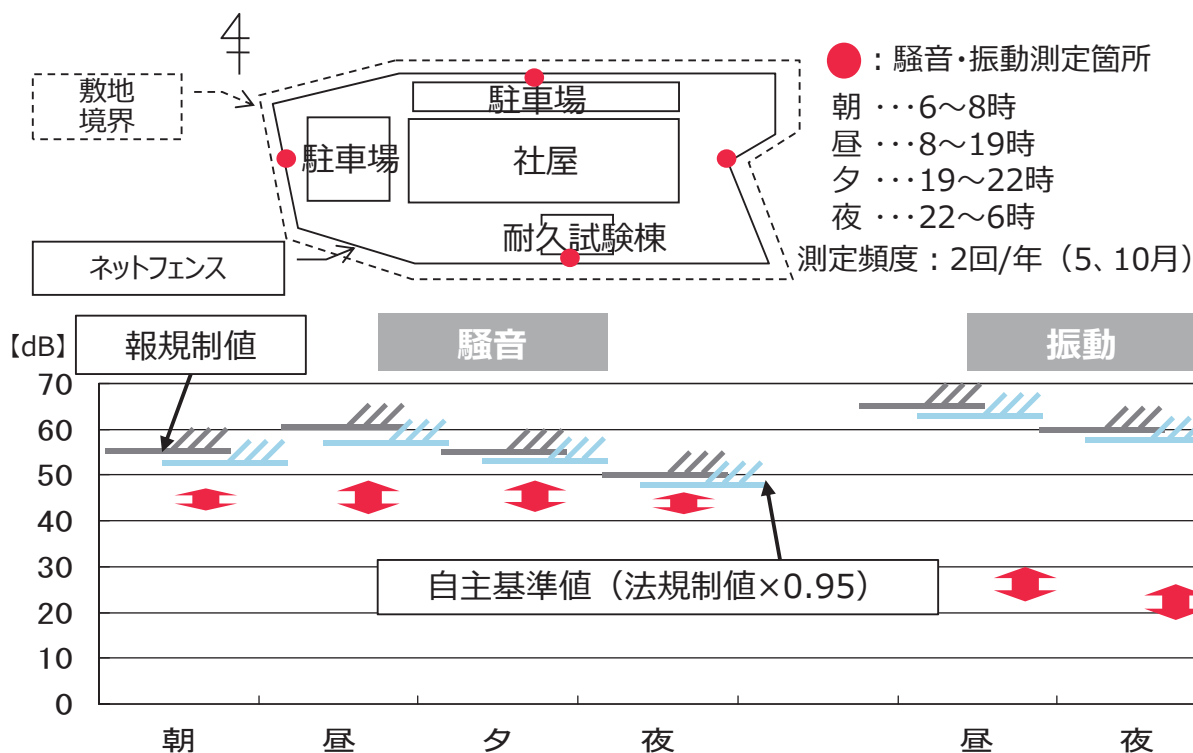 敷地
境界
駐車場
駐車場
社屋
耐久試験棟
ネットフェンス
：騒音・振動測定箇所
朝 ･･･6～8時
昼 ･･･8～19時
夕 ･･･19～22時
夜 ･･･22～6時
測定頻度：2回/年（5、10月）
【dB】
報規制値
騒音
振動
70
60
50
40
30
20
10
0
自主基準値（法規制値×0.95）
朝
昼
夕
夜
昼
夜